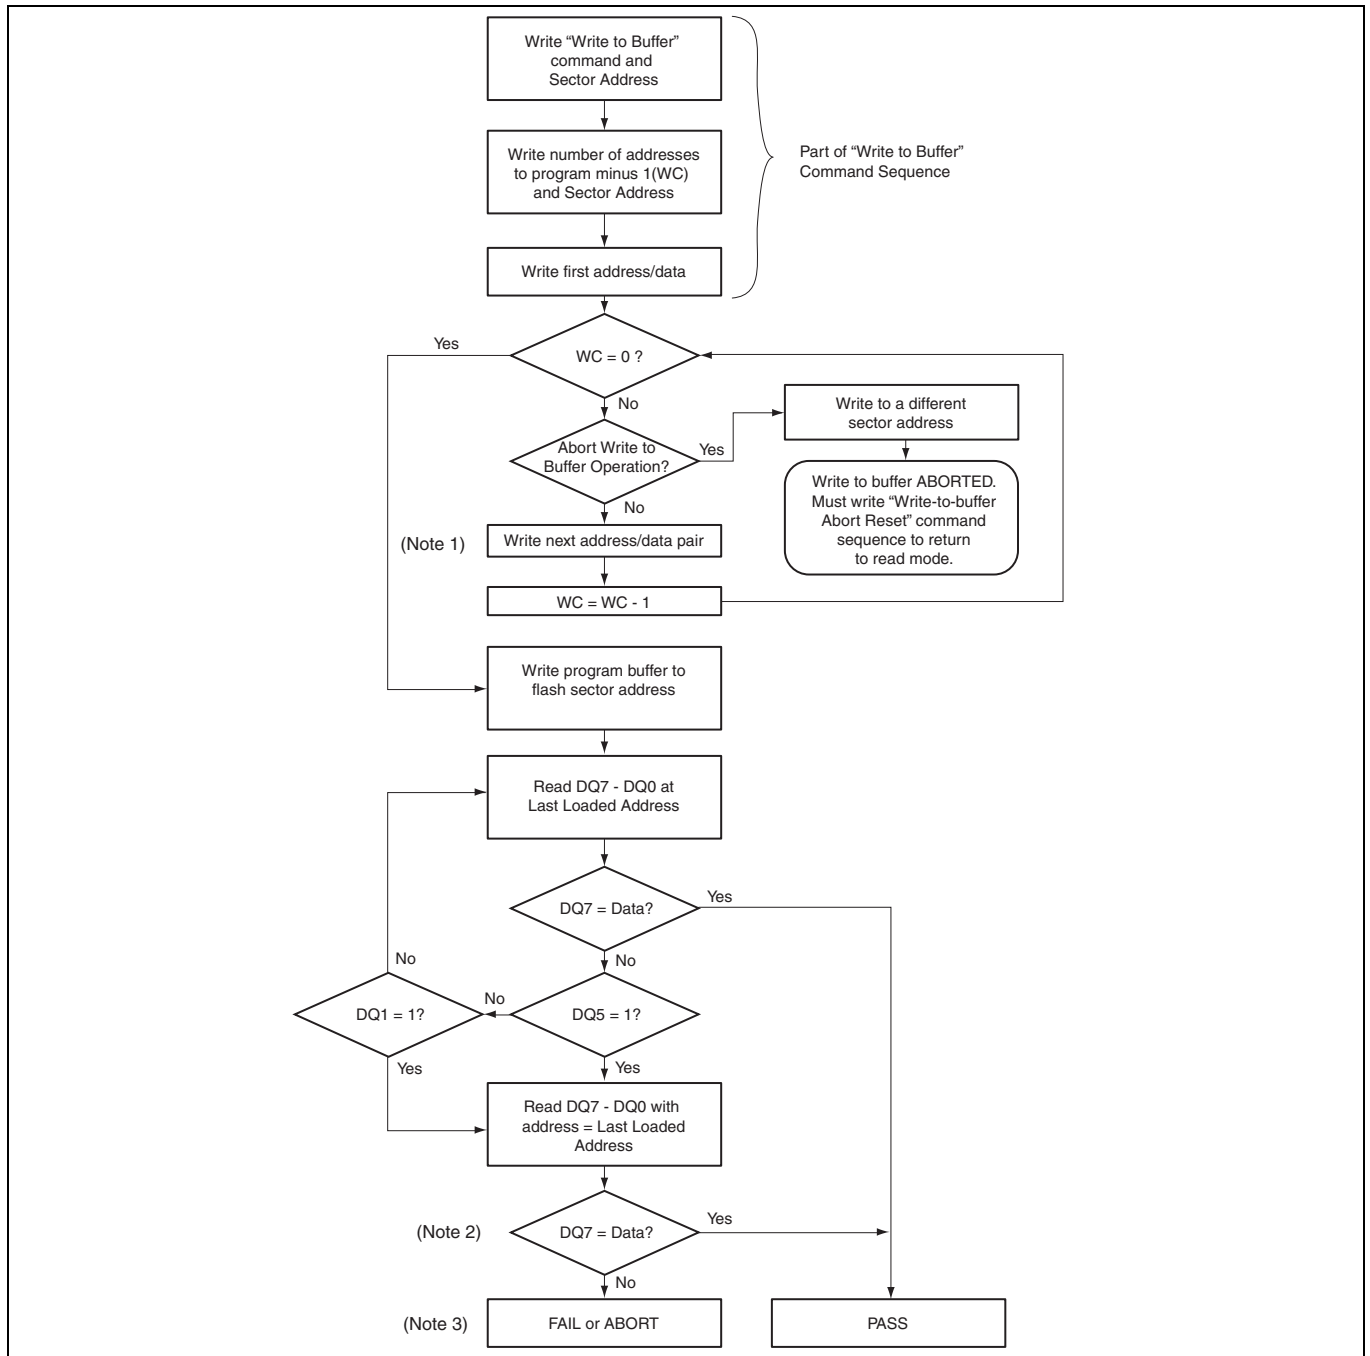 Write “Write to Buffer”
command and
Sector Address
Write number of addresses
to program minus 1(WC)
and Sector Address
Part of “Write to Buffer”
Command Sequence
Write first address/data
Yes
WC = 0 ?
No
Write to a different
sector address
Abort Write to
Buffer Operation?
Yes
Write to buffer ABORTED.
Must write “Write-to-buffer
Abort Reset” command
sequence to return
to read mode.
No
(Note 1)
Write next address/data pair
WC = WC - 1
Write program buffer to
flash sector address
Read DQ7 - DQ0 at
Last Loaded Address
DQ7 = Data?
Yes
No
No
DQ1 = 1?
No
DQ5 = 1?
Yes
Yes
Read DQ7 - DQ0 with
address = Last Loaded
Address
(Note 2)
DQ7 = Data?
Yes
No
(Note 3)
FAIL or ABORT
PASS